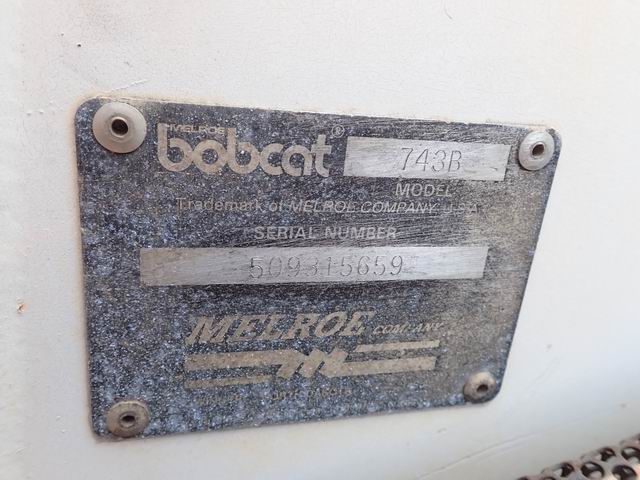 MELROE
bobcat® 743B
MODEL
Trademark of MELROE COMPANY U.S.A.
SERIAL NUMBER
509315659
MELROE COMPANY